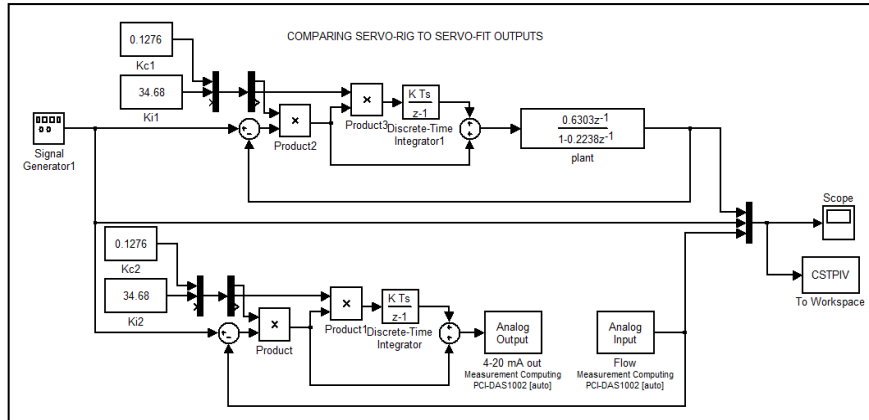 COMPARING SERVO-RIG TO SERVO-FIT OUTPUTS
0.1276
Kc1
34.68
Ki1
Signal
Generator1
Product2
Product3
K Ts
z-1
Discrete-Time
Integrator1
0.6303z-1
1-0.2238z-1
plant
Scope
CSTPIV
To Workspace
0.1276
Kc2
34.68
Ki2
Product
Product1
K Ts
z-1
Discrete-Time
Integrator
Analog
Output
4-20 mA out
Measurement Computing
PCI-DAS1002 [auto]
Analog
Input
Flow
Measurement Computing
PCI-DAS1002 [auto]